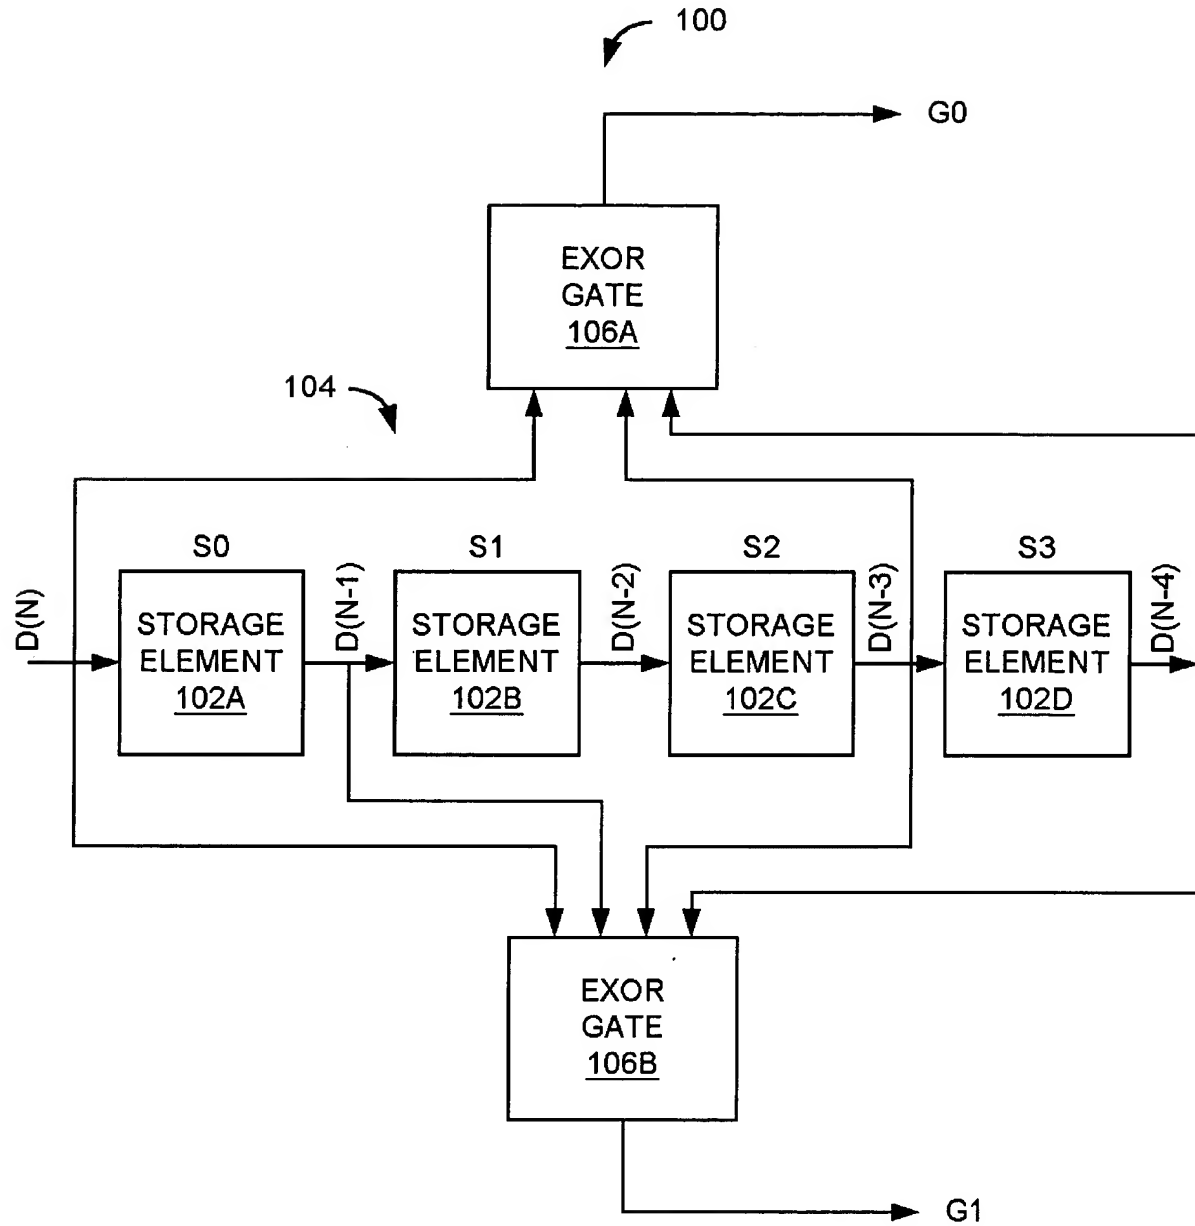 100
G0
EXOR
GATE
106A
104
S0
S1
S2
S3
D(N)
STORAGE
ELEMENT
102A
D(N-1)
STORAGE
ELEMENT
102B
D(N-2)
STORAGE
ELEMENT
102C
D(N-3)
STORAGE
ELEMENT
102D
D(N-4)
EXOR
GATE
106B
G1